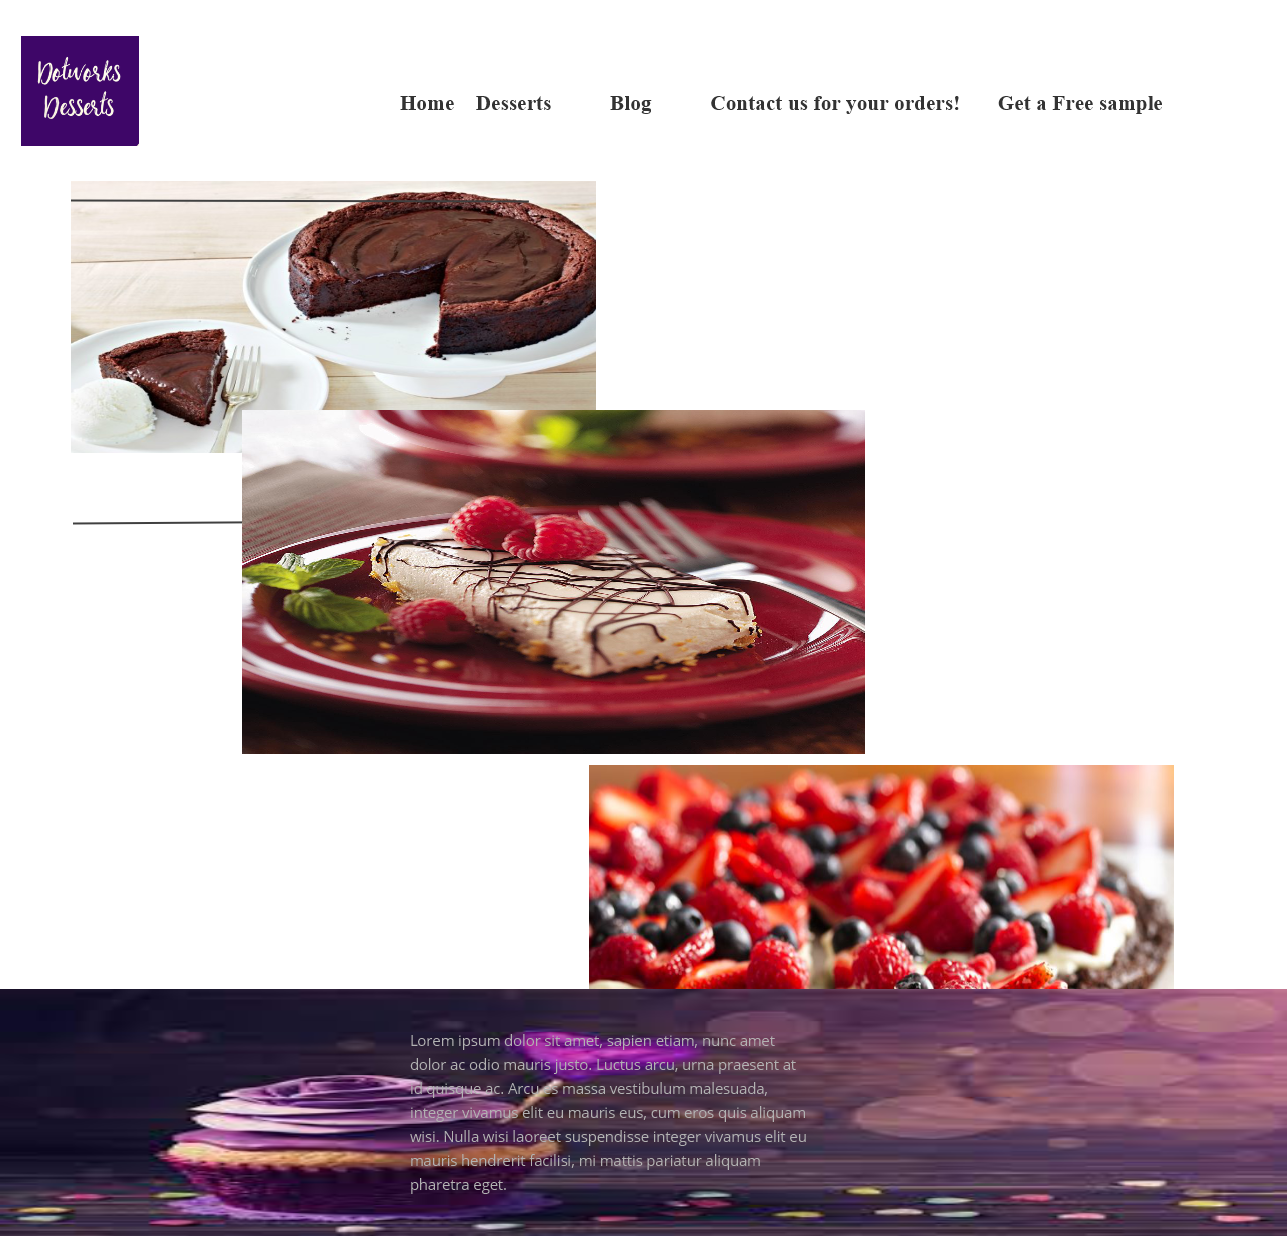 Dotworks
Desserts
Home Desserts Blog Contact us for your orders! Get a Free sample
Lorem ipsum dolor sit amet, sapien etiam, nunc amet
dolor ac odio mauris justo. Luctus arcu, urna praesent at
id quisque ac. Arcu es massa vestibulum malesuada,
integer vivamus elit eu mauris eus, cum eros quis aliquam
wisi. Nulla wisi laoreet suspendisse integer vivamus elit eu
mauris hendrerit facilisi, mi mattis pariatur aliquam
pharetra eget.